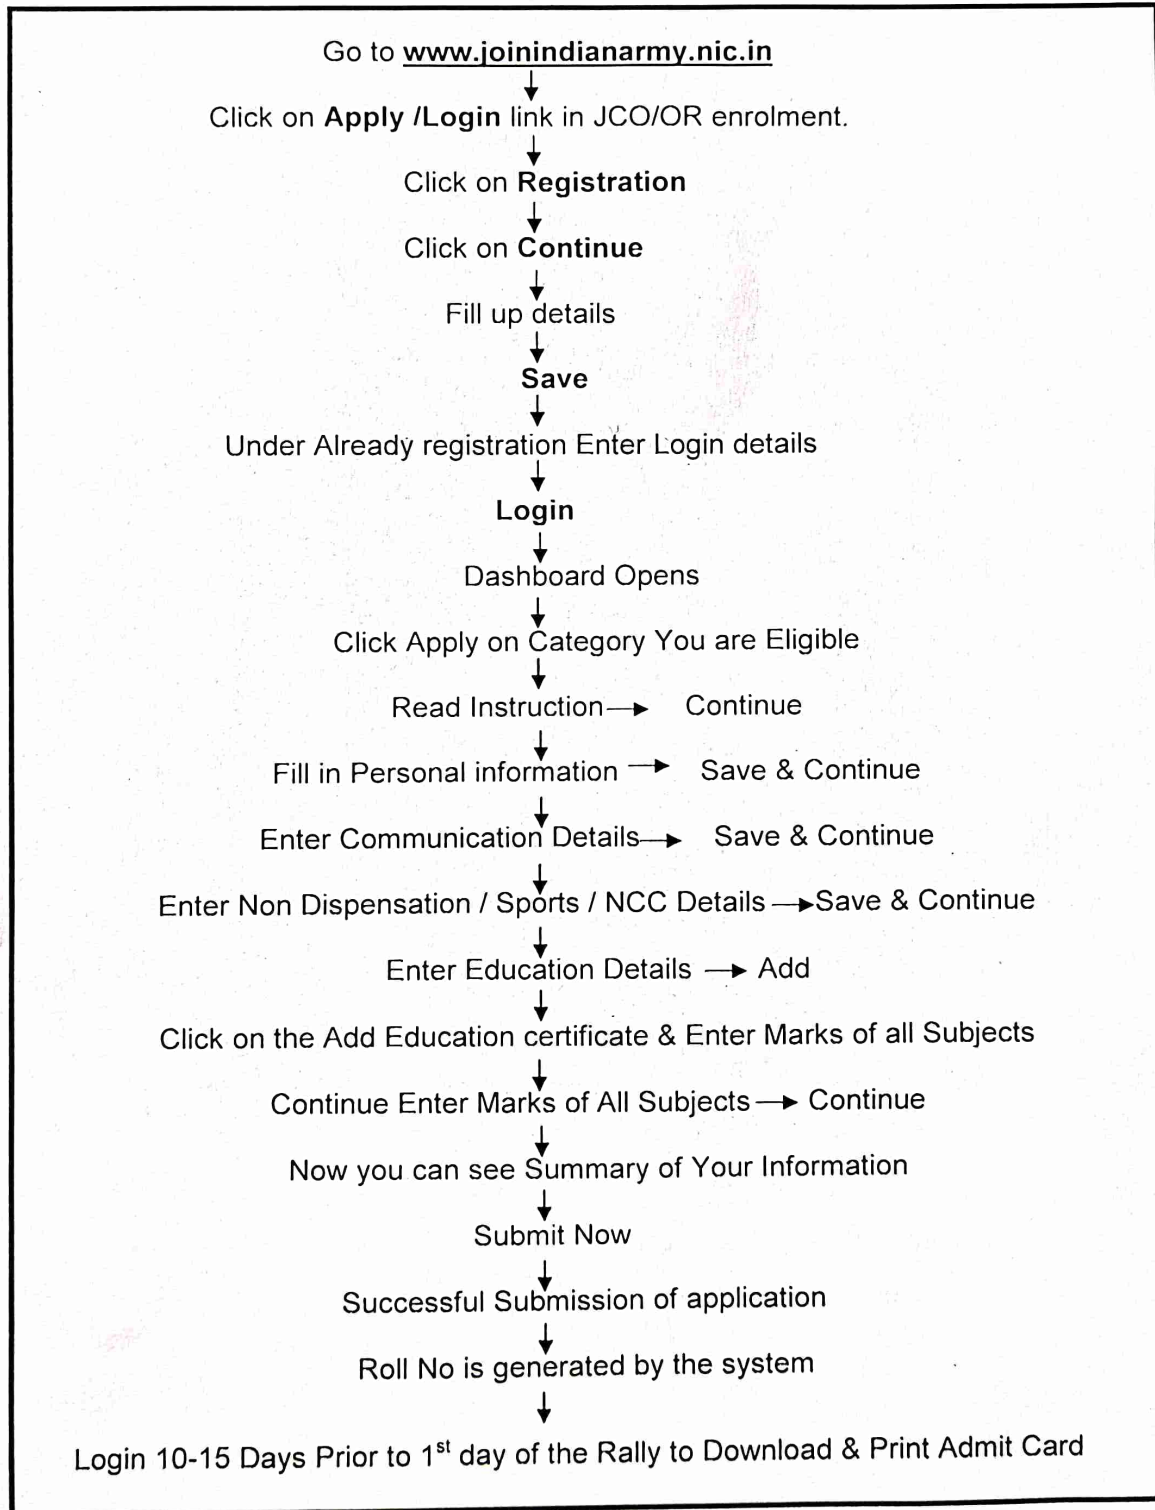 Go to www.joinindianarmy.nic.in
Click on Apply /Login link in JCO/OR enrolment.
Click on Registration
Click on Continue
Fill up details
Save
Under Already registration Enter Login details
Login
Dashboard Opens
Click Apply on Category You are Eligible
Read Instruction → Continue
Fill in Personal information → Save & Continue
Enter Communication Details → Save & Continue
Enter Non Dispensation / Sports / NCC Details → Save & Continue
Enter Education Details → Add
Click on the Add Education certificate & Enter Marks of all Subjects
Continue Enter Marks of All Subjects → Continue
Now you can see Summary of Your Information
Submit Now
Successful Submission of application
Roll No is generated by the system
Login 10-15 Days Prior to 1st day of the Rally to Download & Print Admit Card